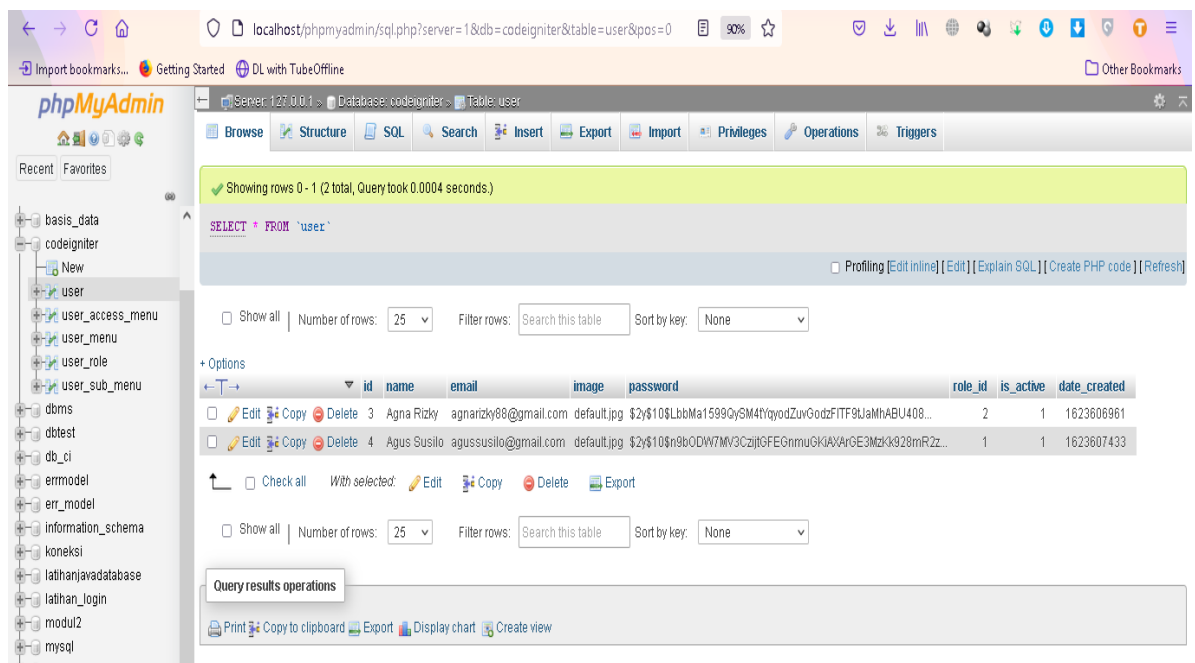 localhost/phpmyadmin/sql.php?server=1&db=codeigniter&table=user&pos=0 90%
Import bookmarks... Getting Started DL with TubeOffline Other Bookmarks
phpMyAdmin
Recent Favorites
basis_data
codeigniter
New
user
user_access_menu
user_menu
user_role
user_sub_menu
dbms
dbtest
db_ci
errmodel
err_model
information_schema
koneksi
latihanjavadatabase
latihan_login
modul2
mysql
Server: 127.0.0.1 » Database: codeigniter » Table: user
Browse Structure SQL Search Insert Export Import Privileges Operations Triggers
Showing rows 0 - 1 (2 total, Query took 0.0004 seconds.)
SELECT * FROM `user`
Profiling [Edit inline] [ Edit ] [ Explain SQL ] [ Create PHP code ] [ Refresh]
Show all | Number of rows: 25 Filter rows: Search this table Sort by key: None
+ Options
←T→ id name email image password role_id is_active date_created
Edit Copy Delete 3 Agna Rizky agnarizky88@gmail.com default.jpg 2 1 1623606961
Edit Copy Delete 4 Agus Susilo agussusilo@gmail.com default.jpg 1 1 1623607433
Check all With selected: Edit Copy Delete Export
Show all | Number of rows: 25 Filter rows: Search this table Sort by key: None
Query results operations
Print Copy to clipboard Export Display chart Create view